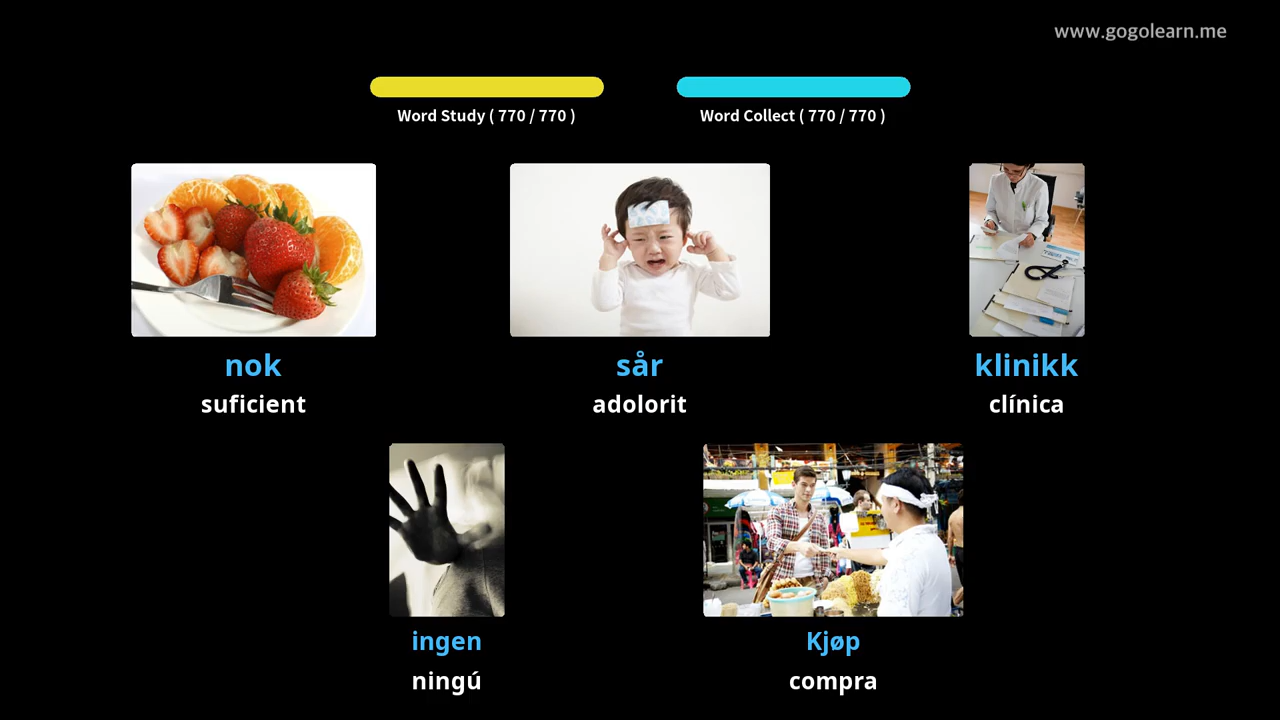 www.gogolearn.me
Word Study ( 770 / 770 )
Word Collect ( 770 / 770 )
nok
suficient
sår
adolorit
klinikk
clínica
ingen
ningú
Kjøp
compra